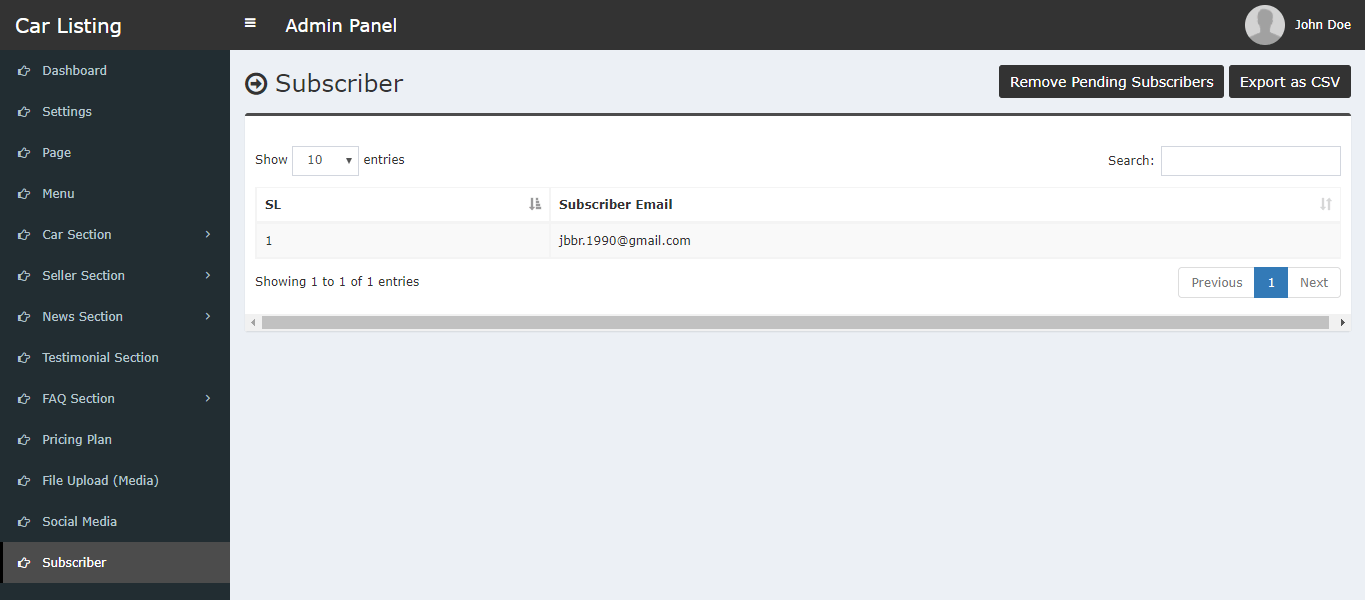 Car Listing
Admin Panel
John Doe
Dashboard
Settings
Page
Menu
Car Section
Seller Section
News Section
Testimonial Section
FAQ Section
Pricing Plan
File Upload (Media)
Social Media
Subscriber
Subscriber
Remove Pending Subscribers
Export as CSV
Show 10 entries
Search:
SL Subscriber Email
1 jbbr.1990@gmail.com
Showing 1 to 1 of 1 entries
Previous 1 Next